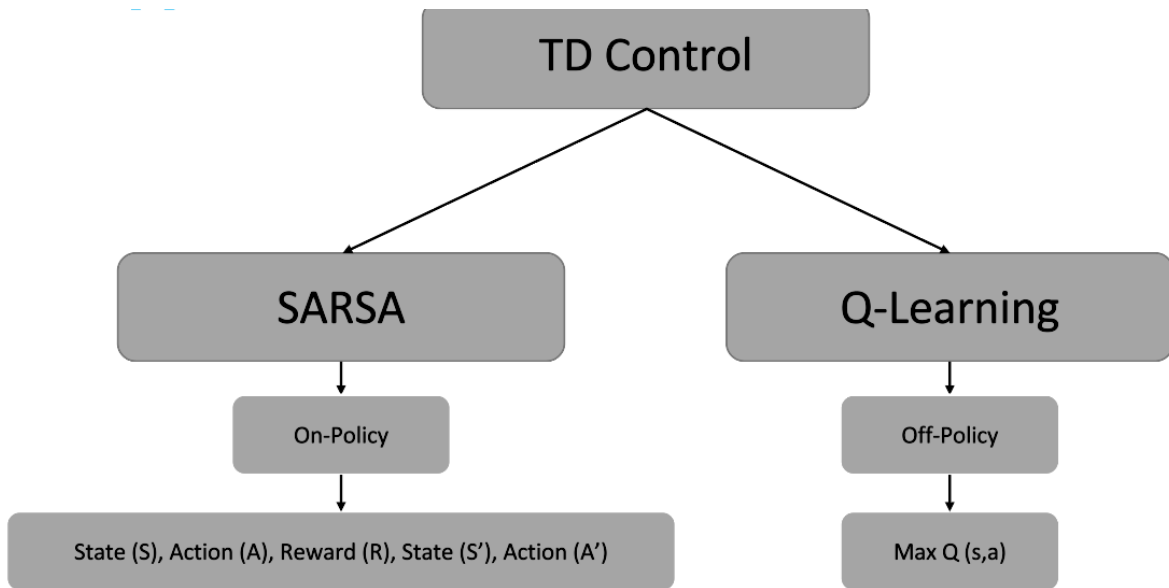 TD Control
SARSA
Q-Learning
On-Policy
Off-Policy
State (S), Action (A), Reward (R), State (S’), Action (A’)
Max Q (s,a)